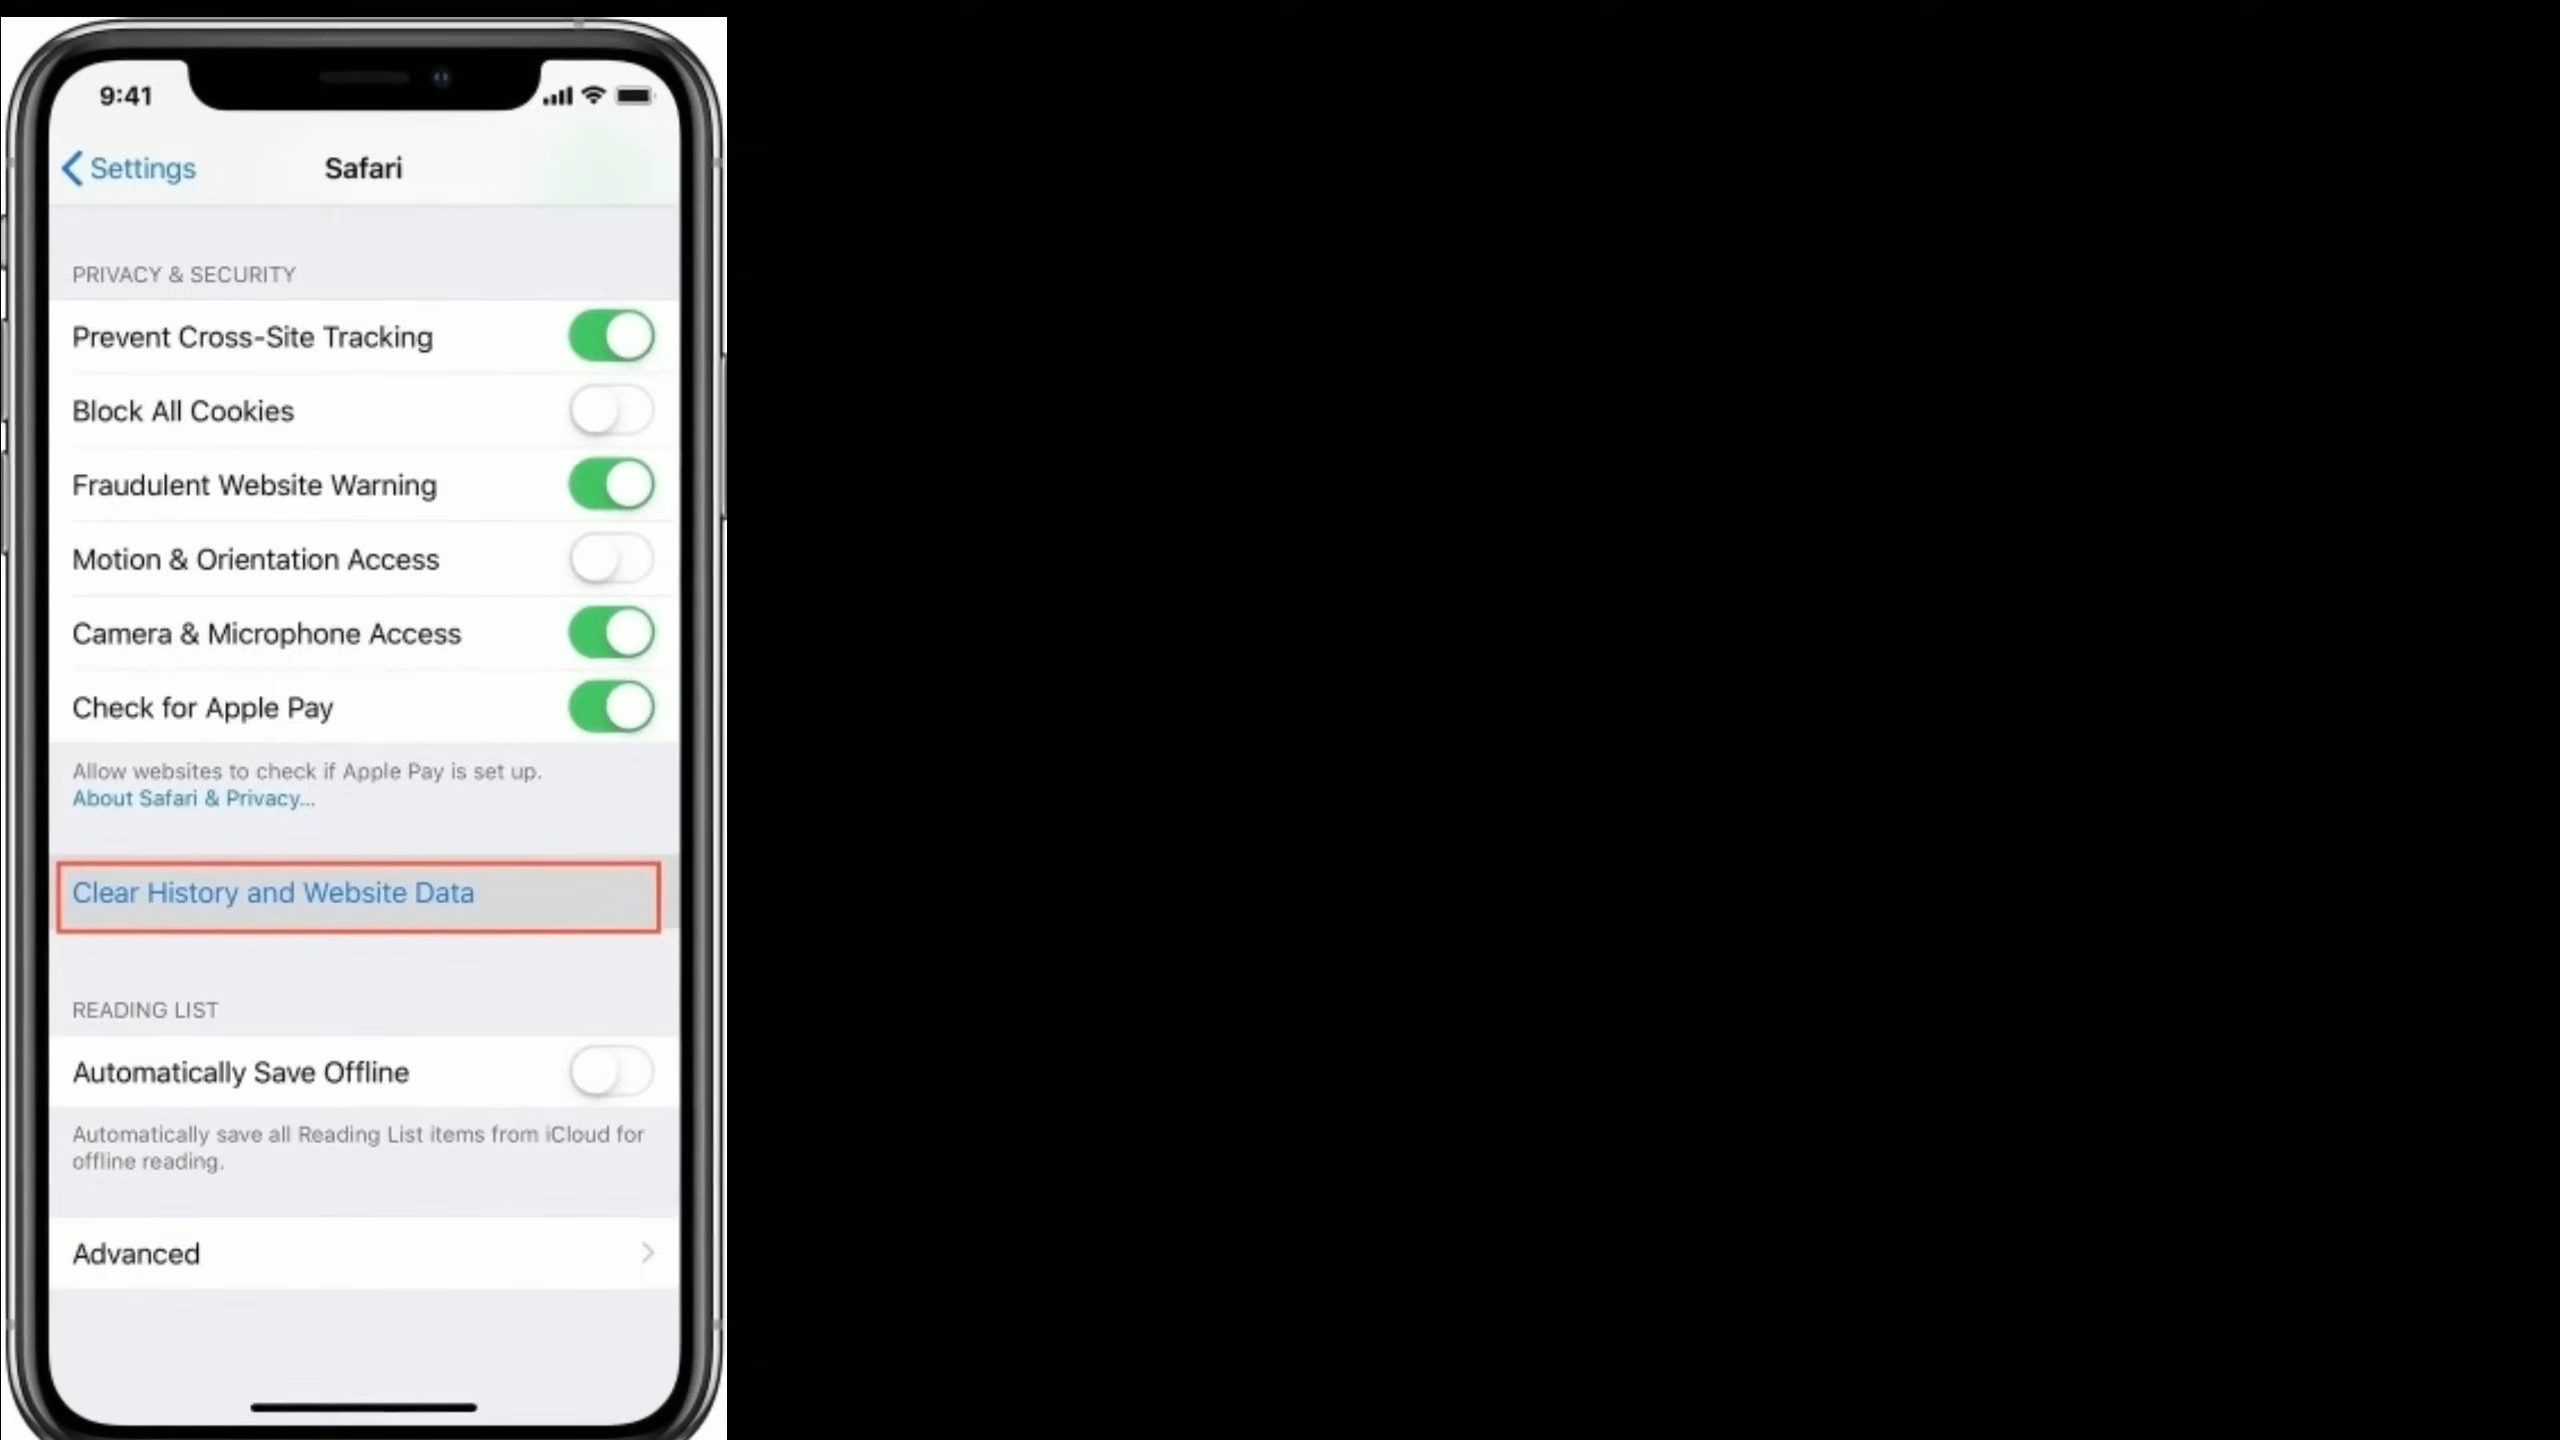 9:41
Settings
Safari
PRIVACY & SECURITY
Prevent Cross-Site Tracking
Block All Cookies
Fraudulent Website Warning
Motion & Orientation Access
Camera & Microphone Access
Check for Apple Pay
Allow websites to check if Apple Pay is set up.
About Safari & Privacy...
Clear History and Website Data
READING LIST
Automatically Save Offline
Automatically save all Reading List items from iCloud for
offline reading.
Advanced